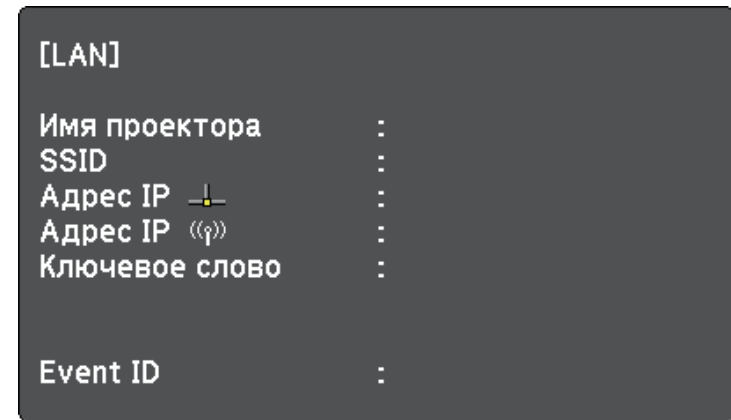 [LAN]
Имя проектора :
SSID :
Адрес IP :
Адрес IP :
Ключевое слово :
Event ID :